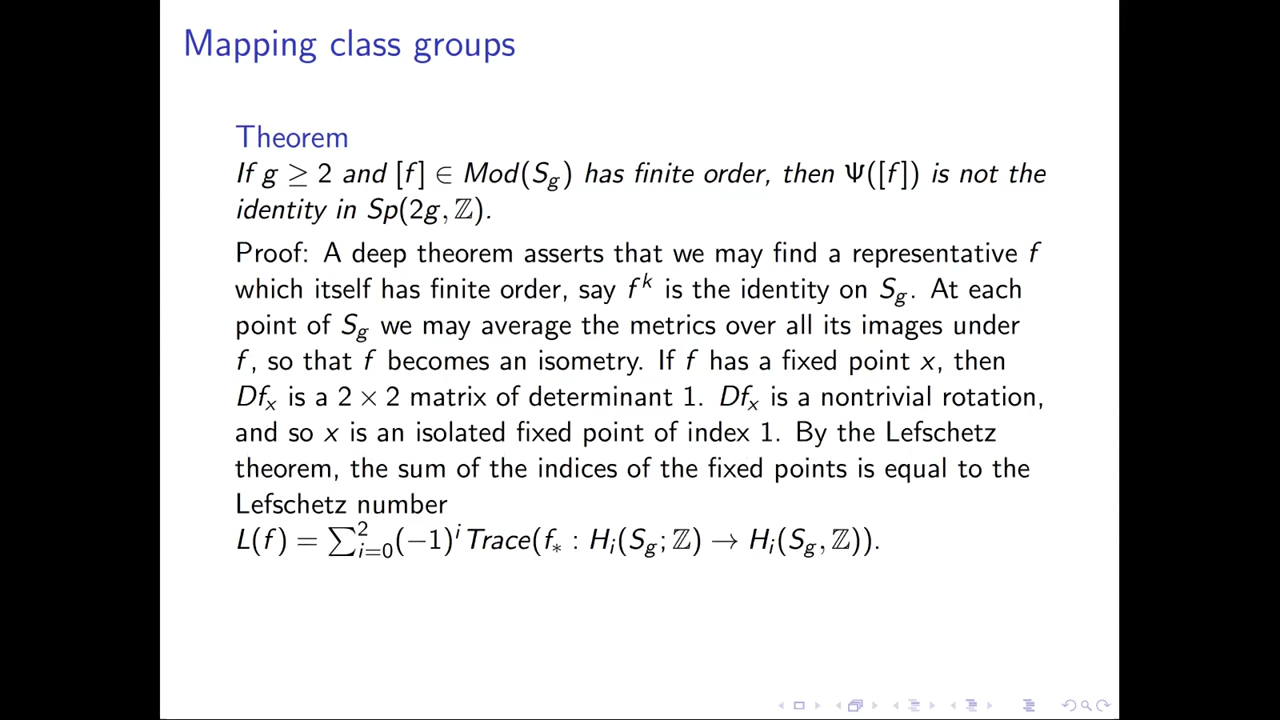 Mapping class groups
Theorem
If g ≥ 2 and [f] ∈ Mod(S_g) has finite order, then Ψ([f]) is not the
identity in Sp(2g, ℤ).
Proof: A deep theorem asserts that we may find a representative f
which itself has finite order, say f^k is the identity on S_g. At each
point of S_g we may average the metrics over all its images under
f, so that f becomes an isometry. If f has a fixed point x, then
Df_x is a 2 × 2 matrix of determinant 1. Df_x is a nontrivial rotation,
and so x is an isolated fixed point of index 1. By the Lefschetz
theorem, the sum of the indices of the fixed points is equal to the
Lefschetz number
L(f) = ∑_{i=0}^2 (−1)^i Trace(f_* : H_i(S_g; ℤ) → H_i(S_g, ℤ)).